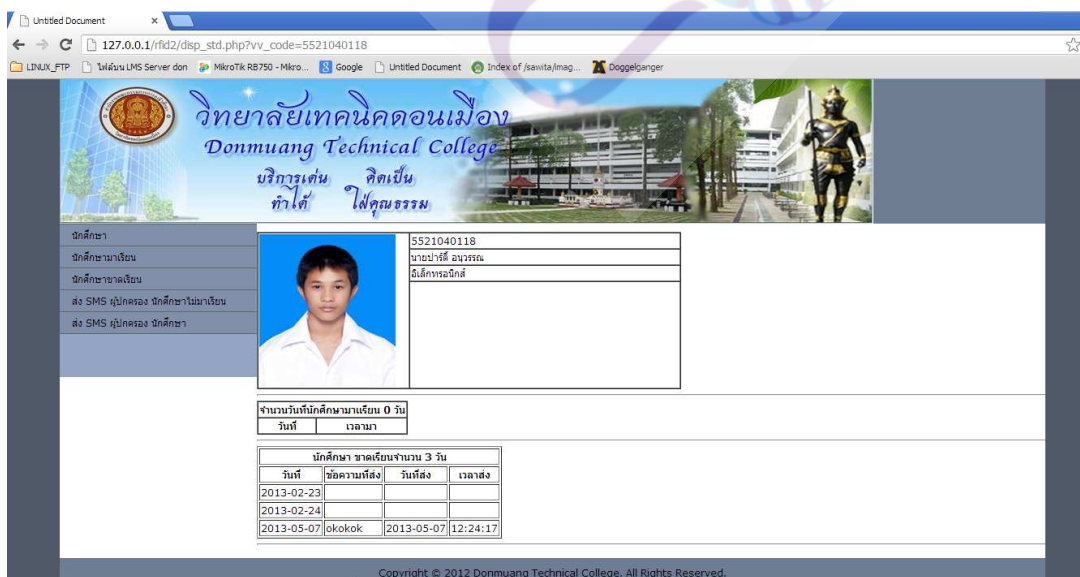 Untitled Document
127.0.0.1/rfid2/disp_std.php?vv_code=5521040118
LINUX_FTP ไฟล์บน LMS Server don MikroTik RB750 - Mikro... Google Untitled Document Index of /sawita/imag... Doggelganger
วิทยาลัยเทคนิคดอนเมือง
Donmuang Technical College
บริการเด่น คิดเป็น
ทำได้ ใฝ่คุณธรรม
นักศึกษา
นักศึกษามาเรียน
นักศึกษาขาดเรียน
ส่ง SMS ผู้ปกครอง นักศึกษาไม่มาเรียน
ส่ง SMS ผู้ปกครอง นักศึกษา
5521040118
นายปาร์ตี้ อนุวรรณ
อิเล็กทรอนิกส์
จำนวนวันที่นักศึกษามาเรียน 0 วัน
วันที่ เวลามา
นักศึกษา ขาดเรียนจำนวน 3 วัน
วันที่ ข้อความที่ส่ง วันที่ส่ง เวลาส่ง
2013-02-23
2013-02-24
2013-05-07 okokok 2013-05-07 12:24:17
Copyright © 2012 Donmuang Technical College. All Rights Reserved.